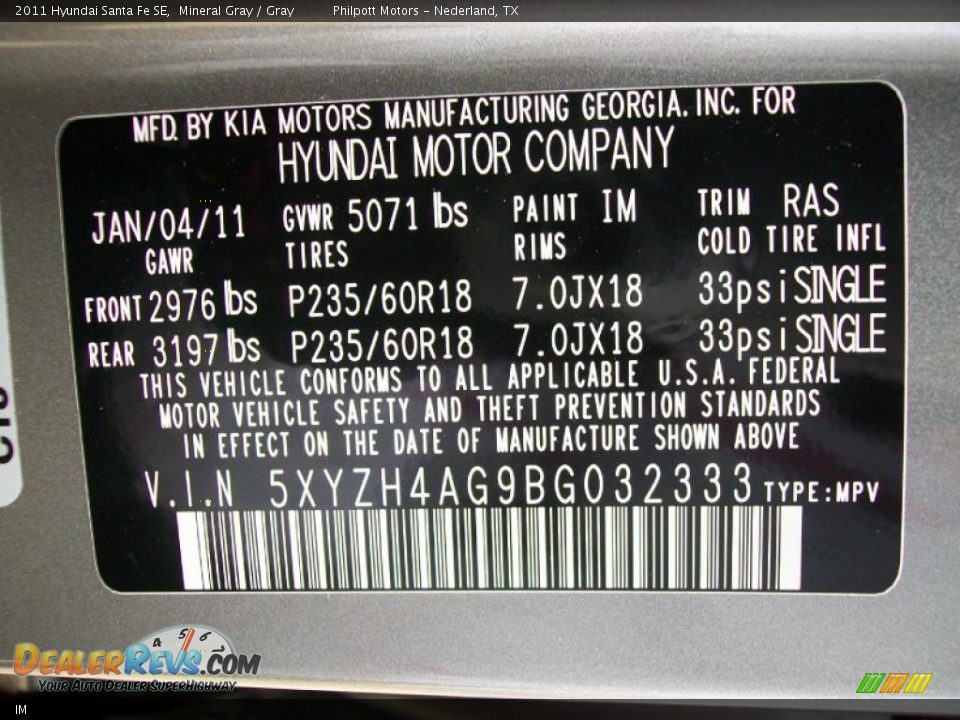 2011 Hyundai Santa Fe SE, Mineral Gray / Gray Philpott Motors - Nederland, TX
MFD. BY KIA MOTORS MANUFACTURING GEORGIA. INC. FOR
HYUNDAI MOTOR COMPANY
JAN/04/11 GVWR 5071 lbs PAINT IM TRIM RAS
GAWR TIRES RIMS COLD TIRE INFL
FRONT 2976 lbs P235/60R18 7.0JX18 33psi SINGLE
REAR 3197 lbs P235/60R18 7.0JX18 33psi SINGLE
THIS VEHICLE CONFORMS TO ALL APPLICABLE U.S.A. FEDERAL
MOTOR VEHICLE SAFETY AND THEFT PREVENTION STANDARDS
IN EFFECT ON THE DATE OF MANUFACTURE SHOWN ABOVE
V.I.N 5XYZH4AG9BG032333 TYPE:MPV
4 5 6 7
DEALERREVS.COM
YOUR AUTO DEALER SUPERHIGHWAY
IM